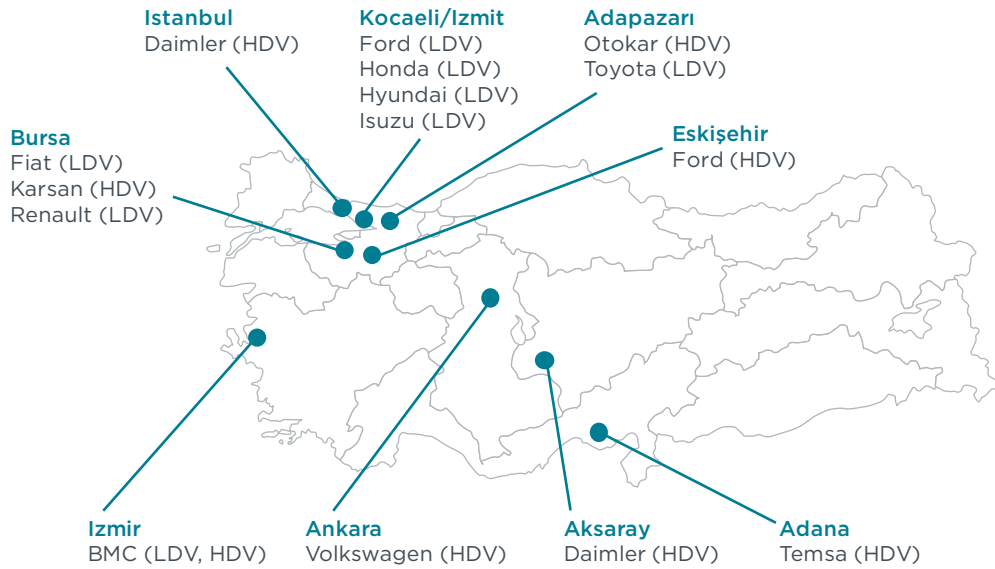 Istanbul
Daimler (HDV)
Kocaeli/Izmit
Ford (LDV)
Honda (LDV)
Hyundai (LDV)
Isuzu (LDV)
Adapazarı
Otokar (HDV)
Toyota (LDV)
Bursa
Fiat (LDV)
Karsan (HDV)
Renault (LDV)
Eskişehir
Ford (HDV)
Izmir
BMC (LDV, HDV)
Ankara
Volkswagen (HDV)
Aksaray
Daimler (HDV)
Adana
Temsa (HDV)